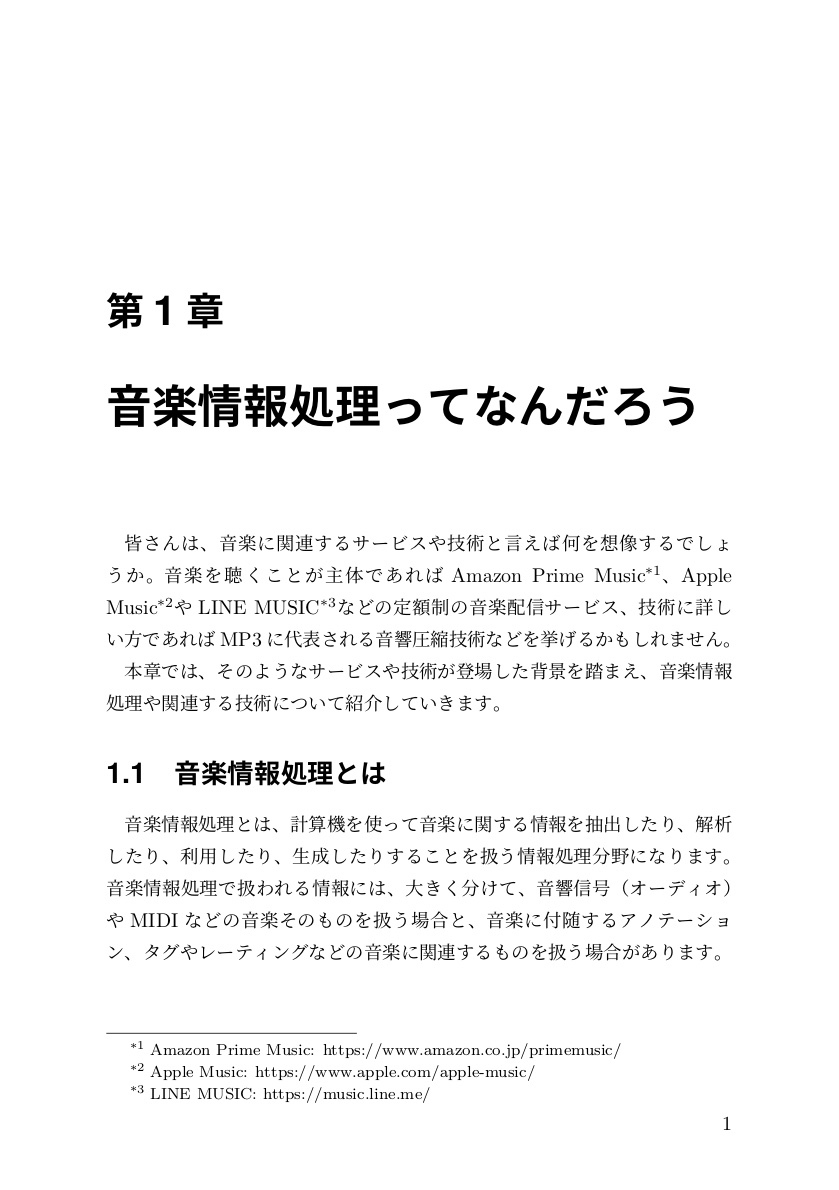 第 1 章
音楽情報処理ってなんだろう
皆さんは、音楽に関連するサービスや技術と言えば何を想像するでしょ
うか。音楽を聴くことが主体であれば Amazon Prime Music*1、Apple
Music*2や LINE MUSIC*3などの定額制の音楽配信サービス、技術に詳し
い方であれば MP3 に代表される音響圧縮技術などを挙げるかもしれません。
本章では、そのようなサービスや技術が登場した背景を踏まえ、音楽情報
処理や関連する技術について紹介していきます。
1.1 音楽情報処理とは
音楽情報処理とは、計算機を使って音楽に関する情報を抽出したり、解析
したり、利用したり、生成したりすることを扱う情報処理分野になります。
音楽情報処理で扱われる情報には、大きく分けて、音響信号（オーディオ）
や MIDI などの音楽そのものを扱う場合と、音楽に付随するアノテーショ
ン、タグやレーティングなどの音楽に関連するものを扱う場合があります。
*1 Amazon Prime Music: https://www.amazon.co.jp/primemusic/
*2 Apple Music: https://www.apple.com/apple-music/
*3 LINE MUSIC: https://music.line.me/
1